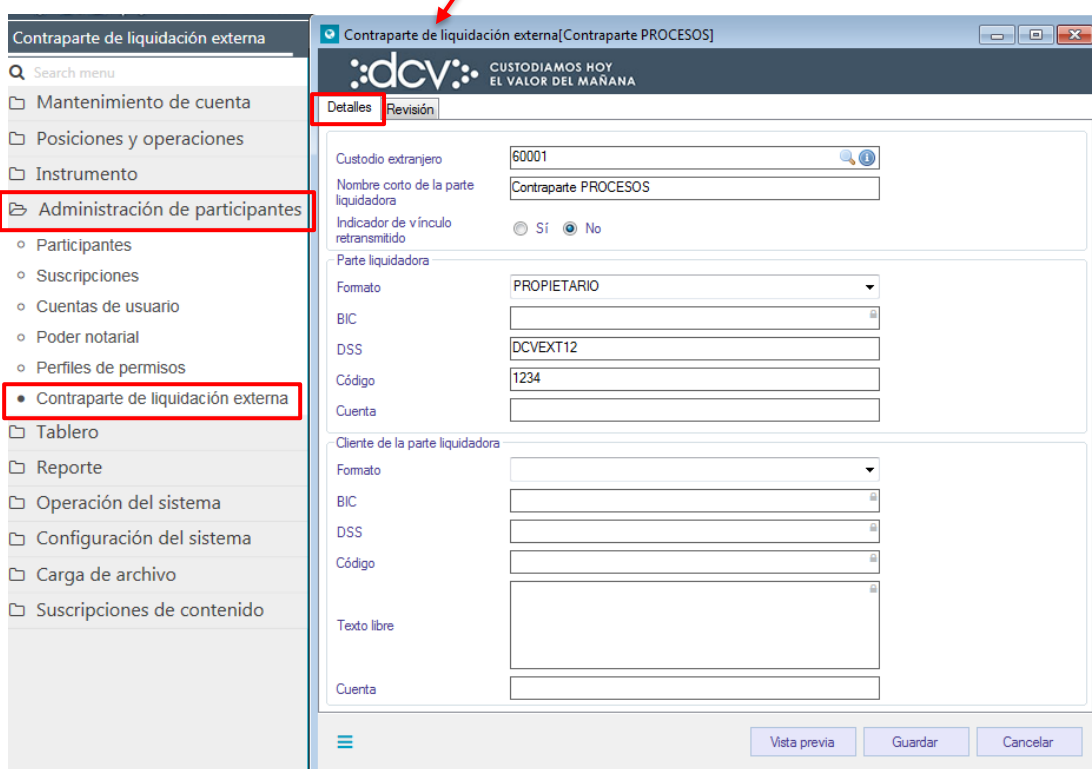 Contraparte de liquidación externa
Search menu
Mantenimiento de cuenta
Posiciones y operaciones
Instrumento
Administración de participantes
Participantes
Suscripciones
Cuentas de usuario
Poder notarial
Perfiles de permisos
Contraparte de liquidación externa
Tablero
Reporte
Operación del sistema
Configuración del sistema
Carga de archivo
Suscripciones de contenido
Contraparte de liquidación externa[Contraparte PROCESOS]
dcv
CUSTODIAMOS HOY
EL VALOR DEL MAÑANA
Detalles Revisión
Custodio extranjero 60001
Nombre corto de la parte
liquidadora Contraparte PROCESOS
Indicador de vínculo
retransmitido Sí No
Parte liquidadora
Formato PROPIETARIO
BIC
DSS DCVEXT12
Código 1234
Cuenta
Cliente de la parte liquidadora
Formato
BIC
DSS
Código
Texto libre
Cuenta
Vista previa Guardar Cancelar